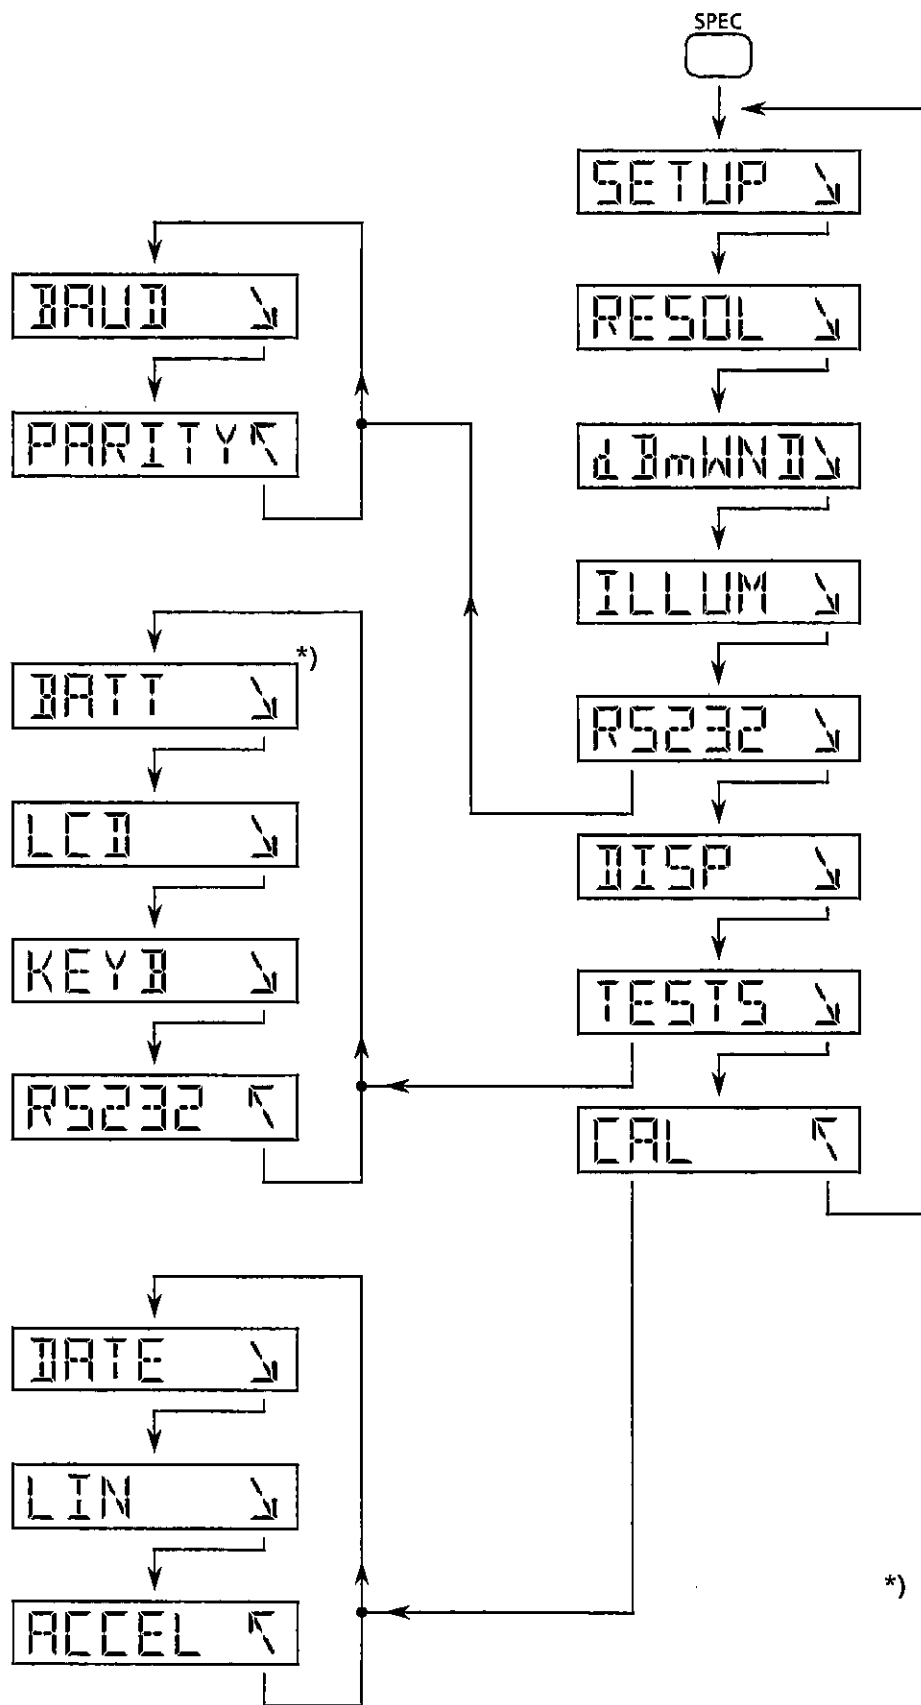 SPEC
SETUP
RESOL
dBmWND
ILLUM
RS232
DISP
TESTS
CAL
BAUD
PARITY
*)
BATT
LCD
KEYB
RS232
DATE
LIN
ACCEL
*)